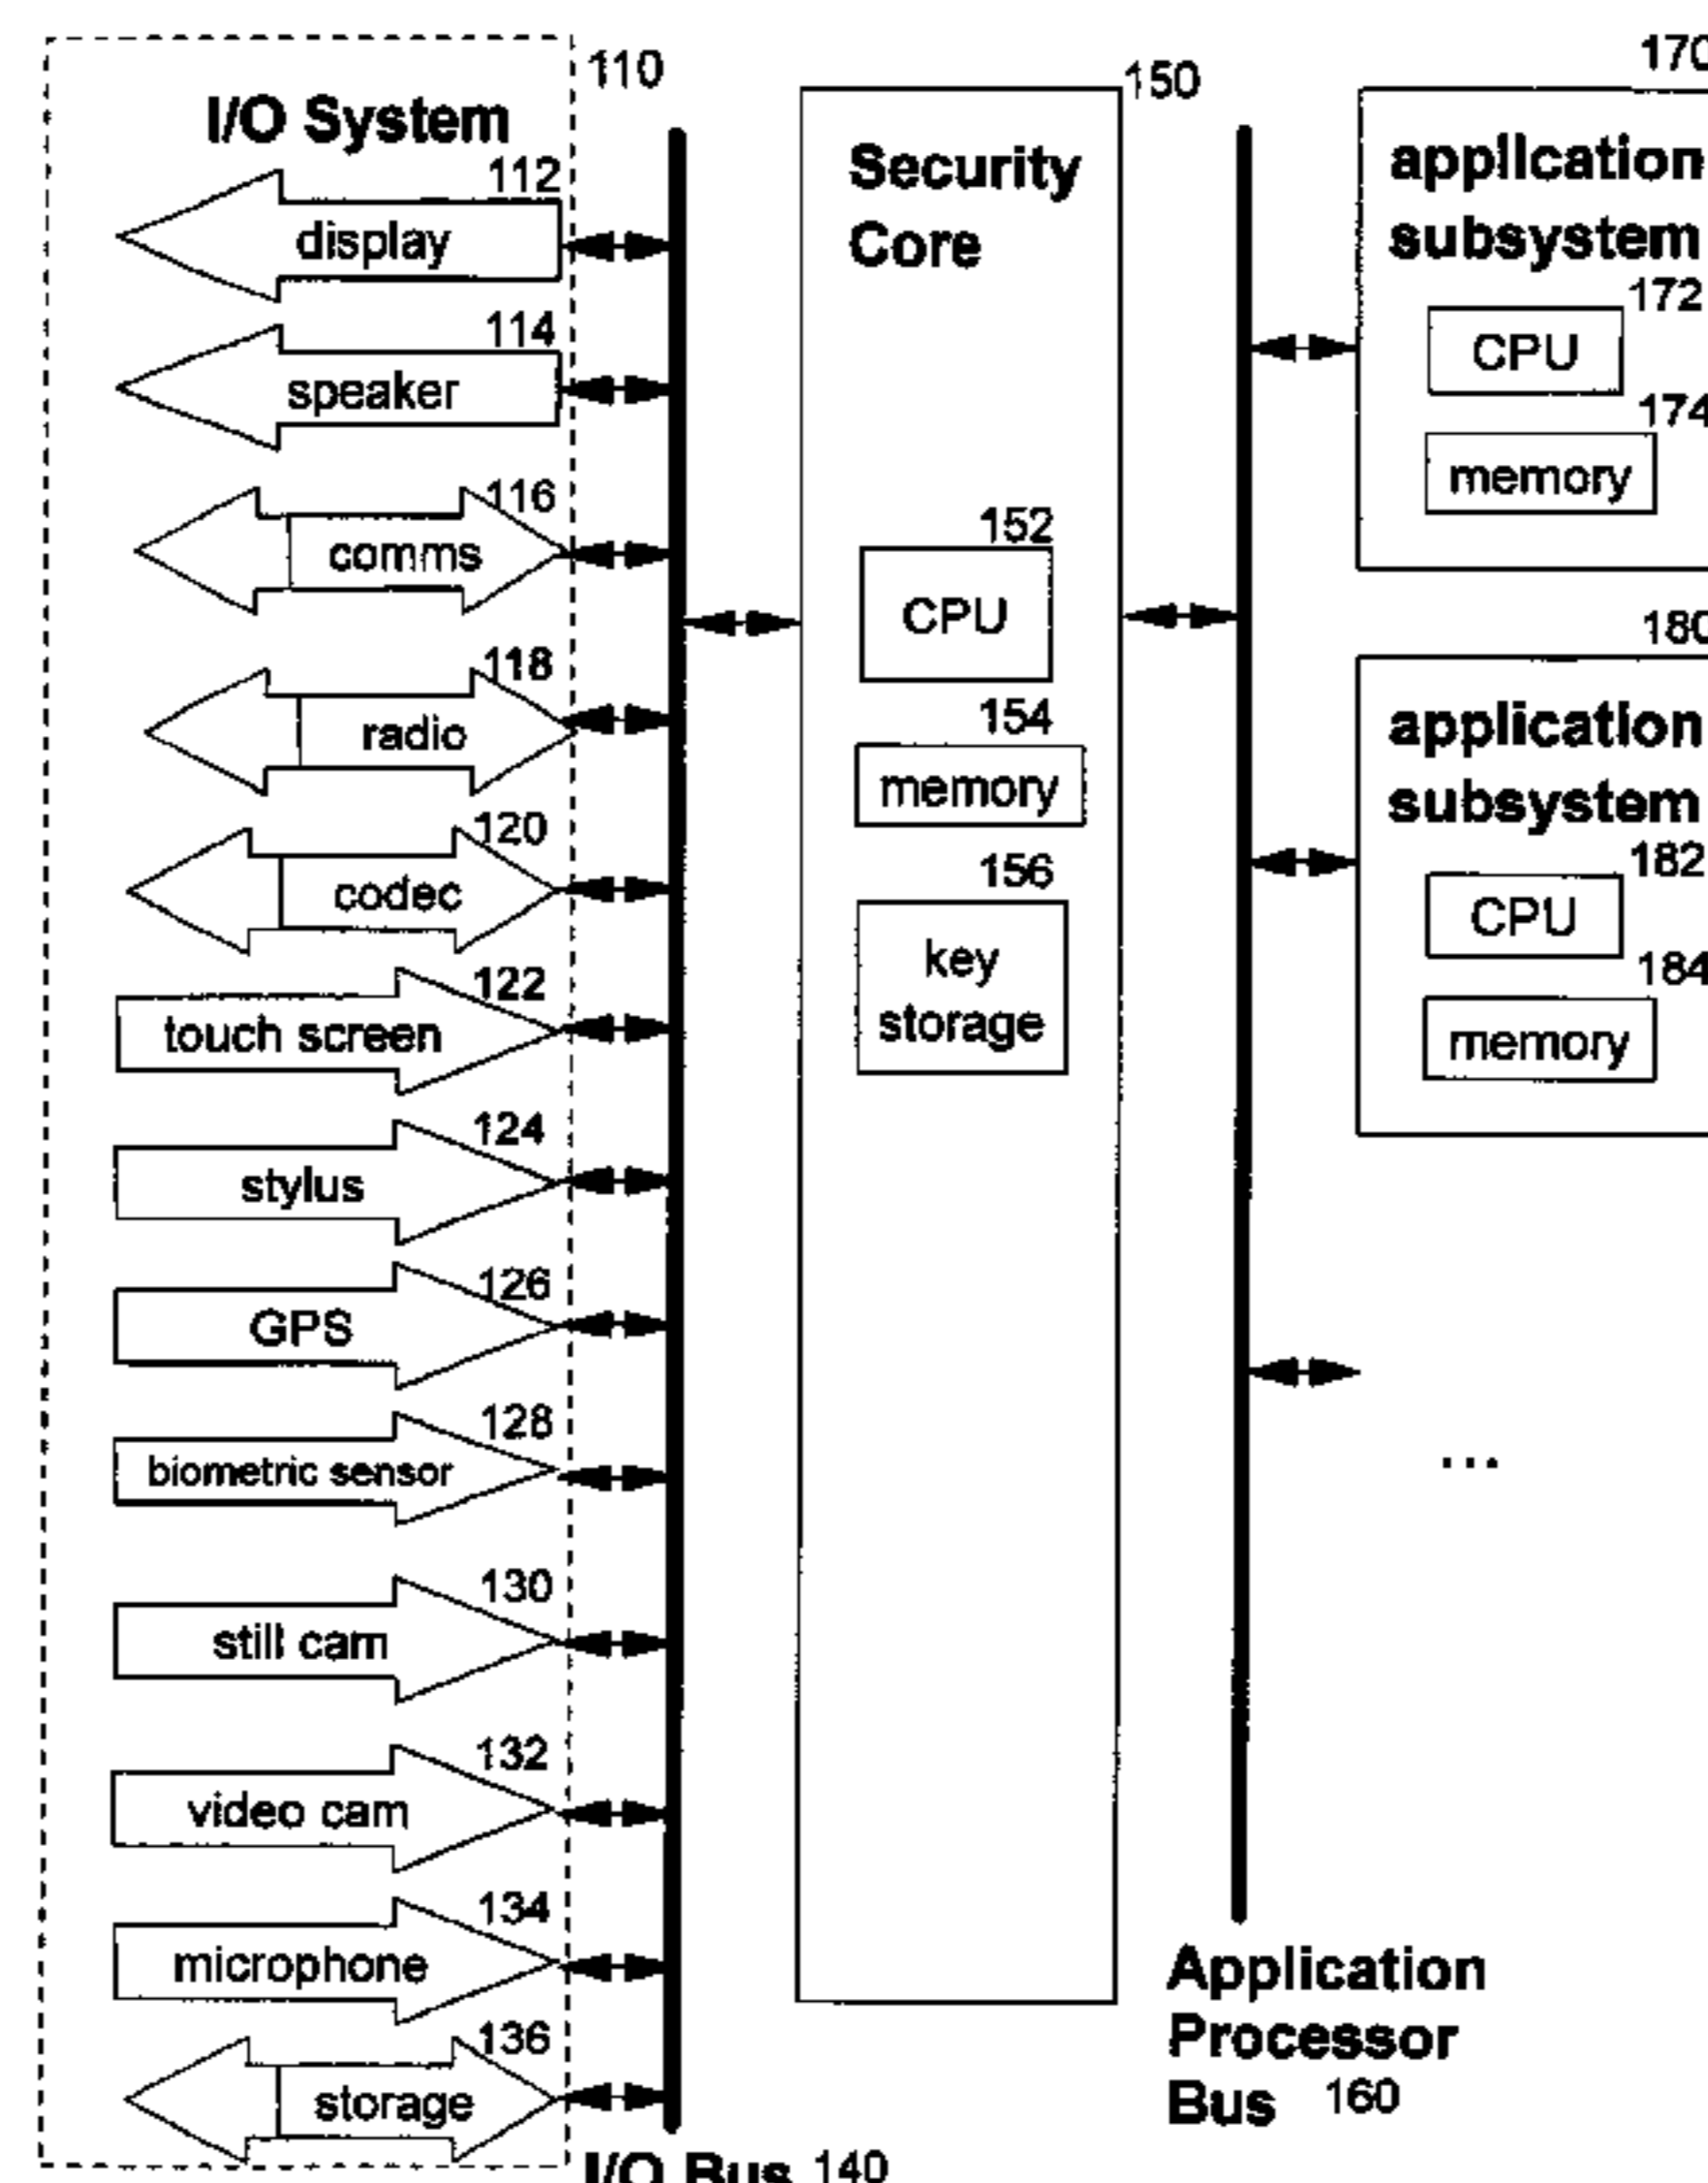 I/O System
110
112
display
114
speaker
116
comms
118
radio
120
codec
122
touch screen
124
stylus
126
GPS
128
biometric sensor
130
still cam
132
video cam
134
microphone
136
storage
I/O Bus 140
150
Security
Core
152
CPU
154
memory
156
key
storage
Application
Processor
Bus 160
170
application
subsystem
172
CPU
174
memory
180
application
subsystem
182
CPU
184
memory
...